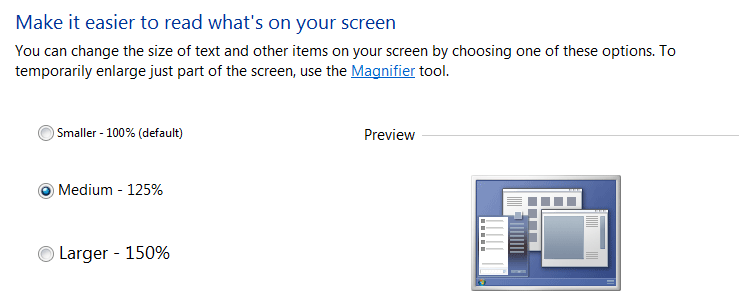 Make it easier to read what's on your screen
You can change the size of text and other items on your screen by choosing one of these options. To
temporarily enlarge just part of the screen, use the Magnifier tool.
Smaller - 100% (default)
Preview
Medium - 125%
Larger - 150%